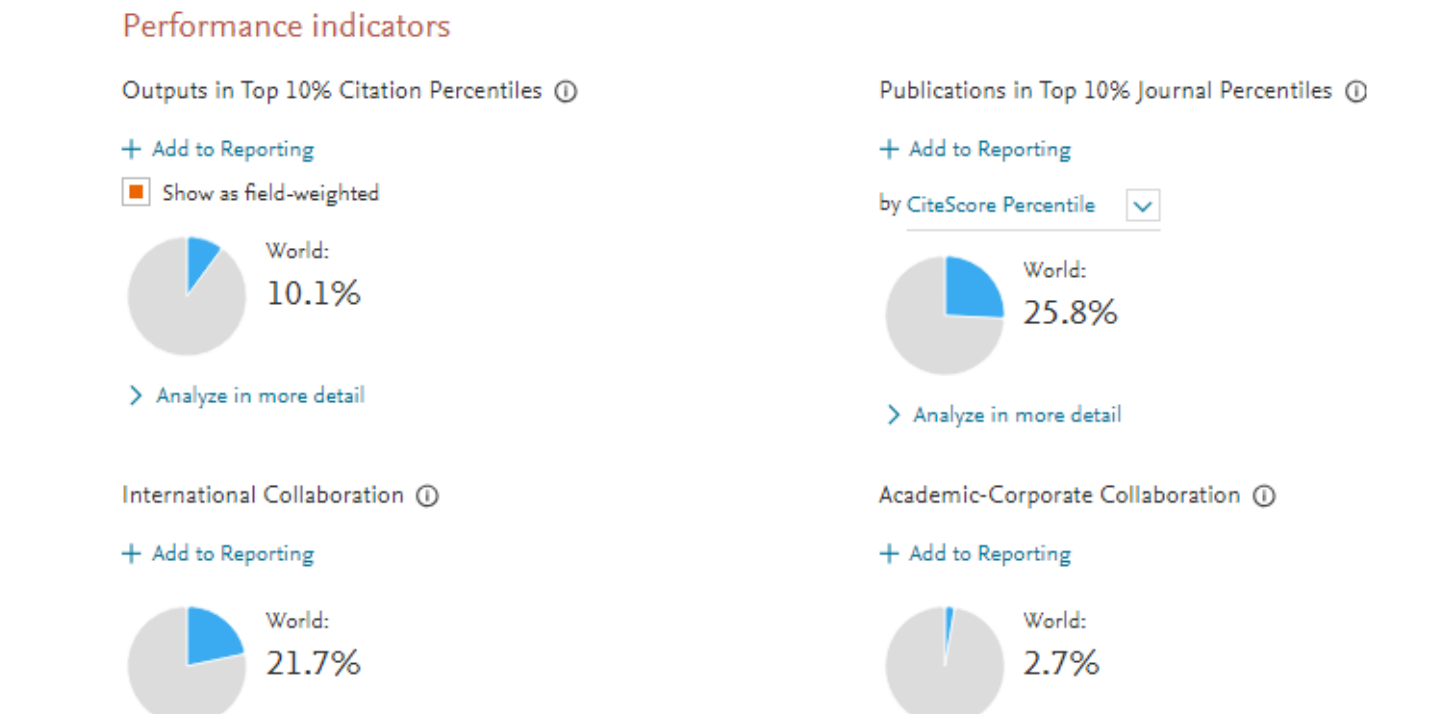 Performance indicators
Outputs in Top 10% Citation Percentiles
Publications in Top 10% Journal Percentiles
+ Add to Reporting
+ Add to Reporting
Show as field-weighted
by CiteScore Percentile
World:
10.1%
World:
25.8%
Analyze in more detail
Analyze in more detail
International Collaboration
Academic-Corporate Collaboration
+ Add to Reporting
+ Add to Reporting
World:
21.7%
World:
2.7%